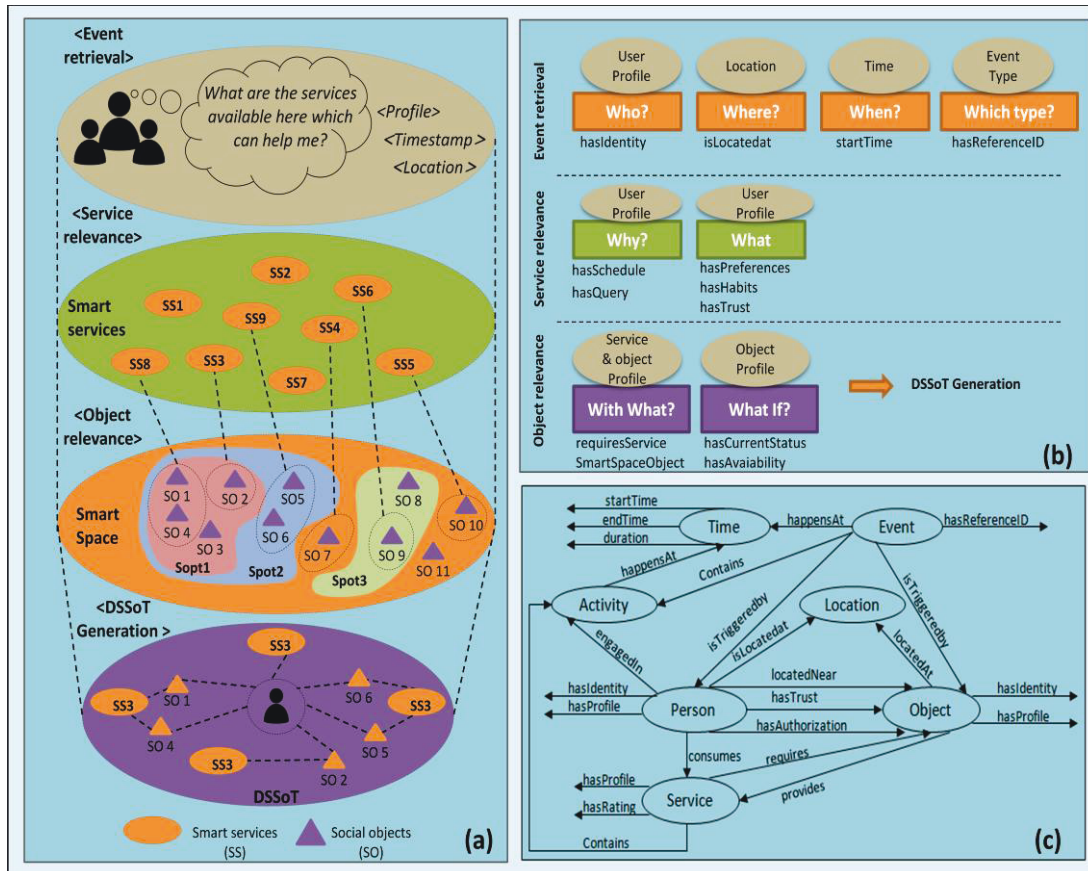 <Event
retrieval>
What are the services
available here which
can help me?
<Profile>
<Timestamp>
<Location>
<Service
relevance>
Smart
services
SS1
SS2
SS6
SS9
SS4
SS8
SS3
SS7
SS5
<Object
relevance>
Smart
Space
SO 1
SO 2
SO5
SO 8
SO 4
SO 3
SO 6
SO 7
SO 9
SO 10
SO 11
Sopt1
Spot2
Spot3
<DSSoT
Generation >
SS3
SO 1
SO 6
SS3
SS3
SO 4
SO 5
SS3
SO 2
DSSoT
Smart services
(SS)
Social objects
(SO)
(a)
Event retrieval
User
Profile
Who?
hasIdentity
Location
Where?
isLocatedat
Time
When?
startTime
Event
Type
Which type?
hasReferenceID
Service relevance
User
Profile
Why?
hasSchedule
hasQuery
User
Profile
What
hasPreferences
hasHabits
hasTrust
Object relevance
Service
& object
Profile
With What?
requiresService
SmartSpaceObject
Object
Profile
What If?
hasCurrentStatus
hasAvaiability
DSSoT Generation
(b)
startTime
endTime
duration
Time
happensAt
Event
hasReferenceID
happensAt
Contains
Activity
Location
isTriggeredby
isTriggeredby
engagedIn
isLocatedat
locatedAt
hasIdentity
hasProfile
Person
locatedNear
hasTrust
hasAuthorization
Object
hasIdentity
hasProfile
consumes
requires
provides
hasProfile
hasRating
Service
Contains
(c)